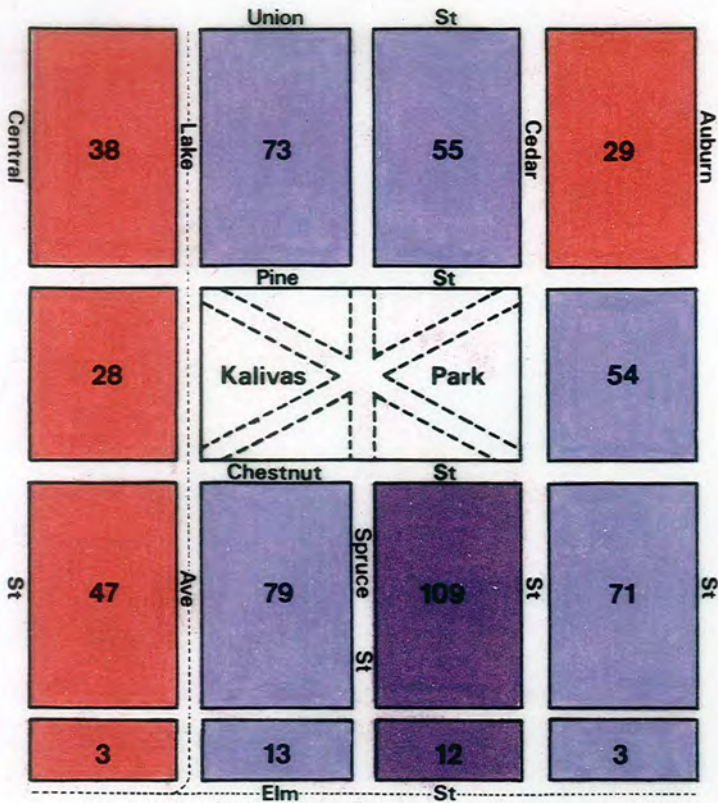 Union St
Central
38
Lake
73
55
Cedar
29
Auburn
Pine St
28
Kalivas Park
54
Chestnut St
St
47
Ave
79
Spruce St
109
St
71
St
3
13
12
3
Elm St